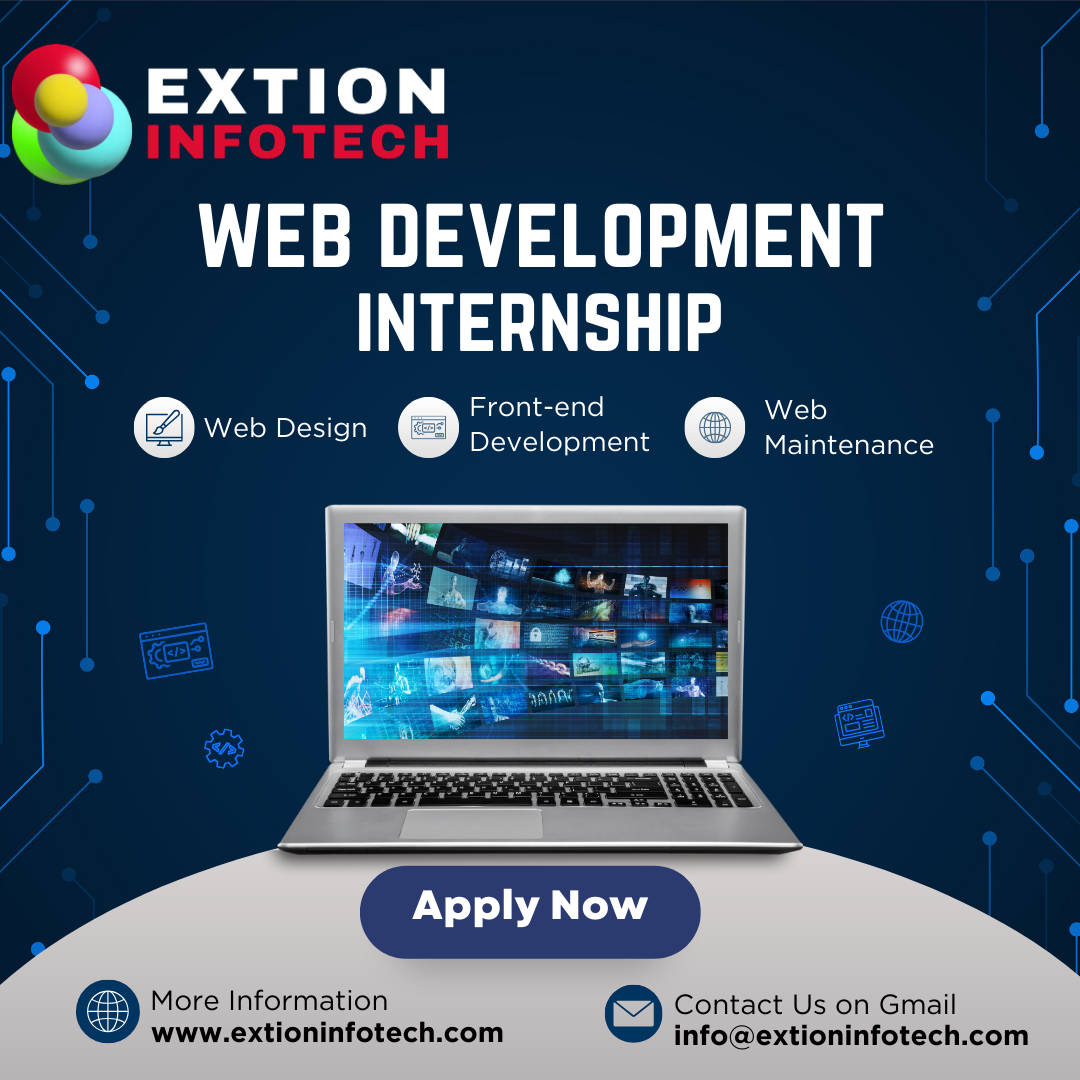 EXTION
INFOTECH
WEB DEVELOPMENT
INTERNSHIP
Web Design
Front-end
Development
Web
Maintenance
Apply Now
More Information
www.extioninfotech.com
Contact Us on Gmail
info@extioninfotech.com